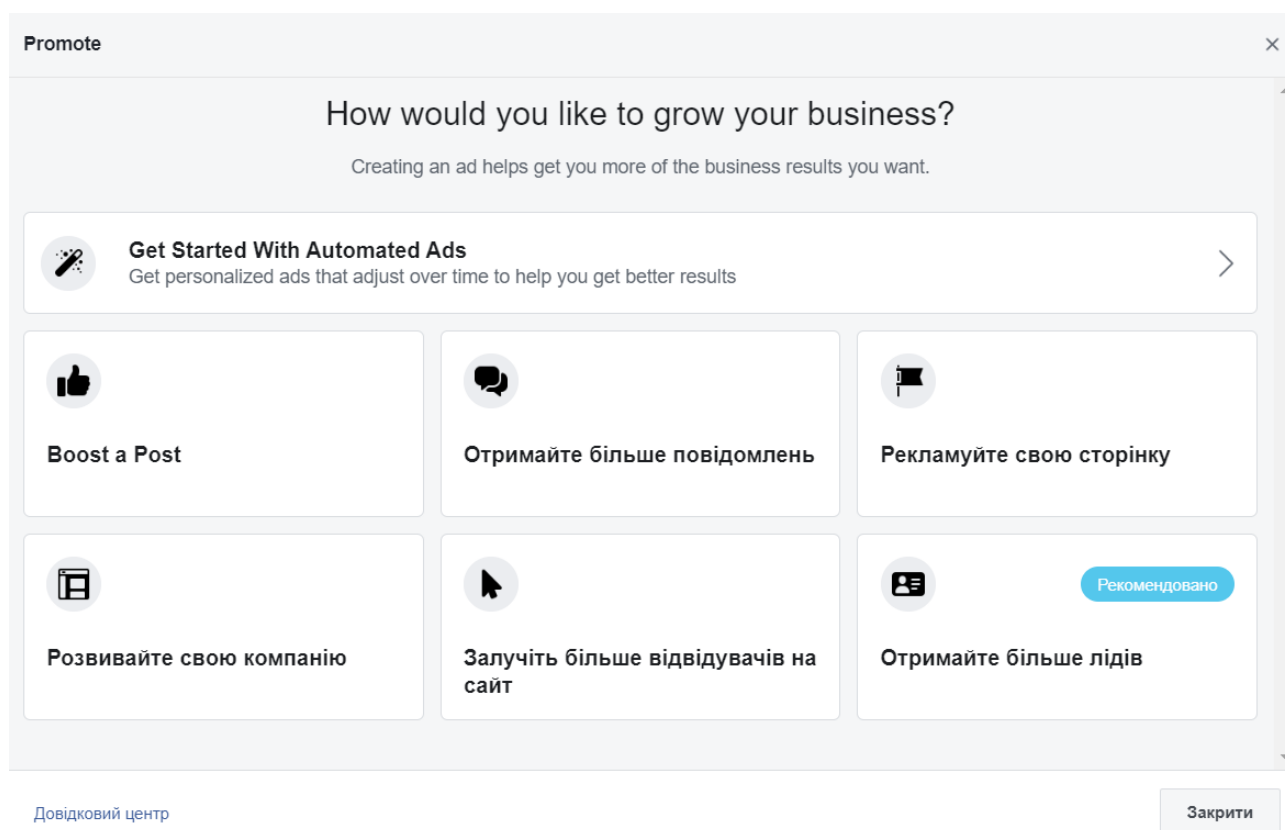 Promote
How would you like to grow your business?
Creating an ad helps get you more of the business results you want.
Get Started With Automated Ads
Get personalized ads that adjust over time to help you get better results
Boost a Post
Отримайте більше повідомлень
Рекламуйте свою сторінку
Розвивайте свою компанію
Залучіть більше відвідувачів на
сайт
Рекомендовано
Отримайте більше лідів
Довідковий центр
Закрити